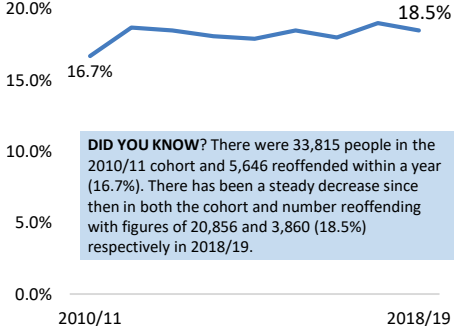 20.0%
18.5%
16.7%
15.0%
10.0%
DID YOU KNOW? There were 33,815 people in the
2010/11 cohort and 5,646 reoffended within a year
(16.7%). There has been a steady decrease since
then in both the cohort and number reoffending
with figures of 20,856 and 3,860 (18.5%)
respectively in 2018/19.
5.0%
0.0%
2010/11
2018/19